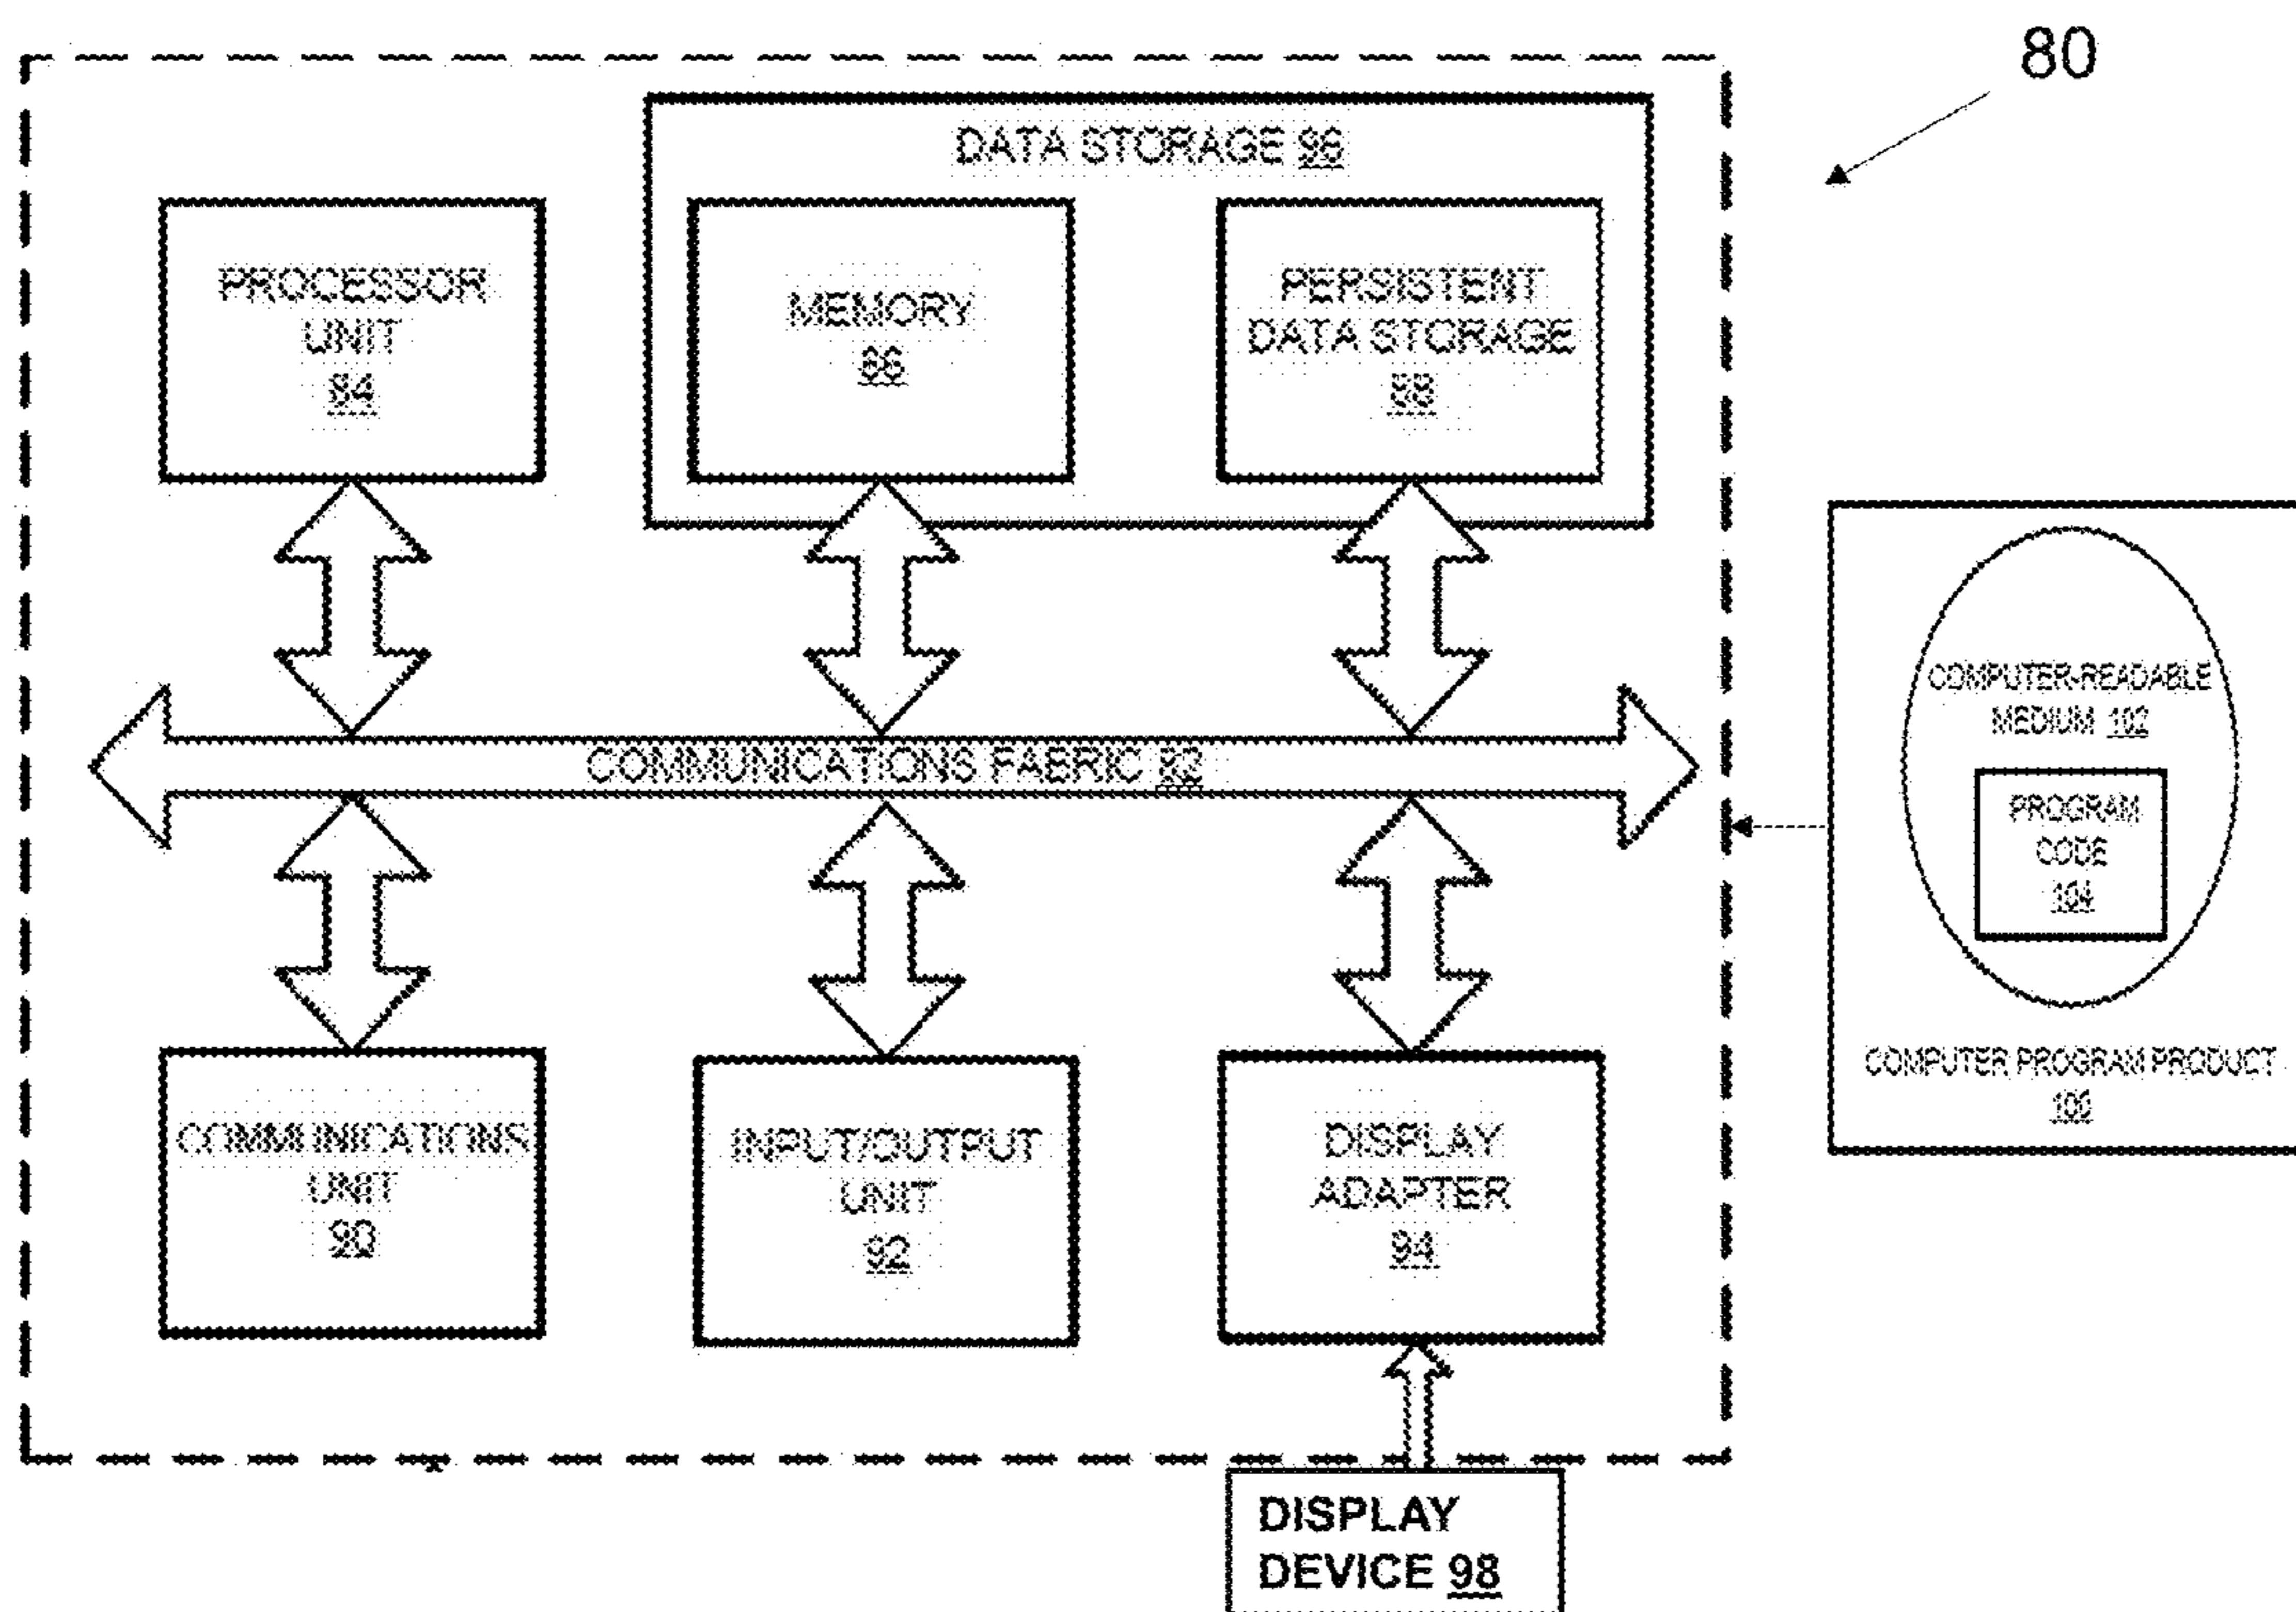 80
DATA STORAGE 96
PROCESSOR
UNIT
84
MEMORY
86
PERSISTENT
DATA STORAGE
88
COMMUNICATIONS FABRIC 82
COMPUTER-READABLE
MEDIUM 102
PROGRAM
CODE
104
COMPUTER PROGRAM PRODUCT
100
COMMUNICATIONS
UNIT
90
INPUT/OUTPUT
UNIT
92
DISPLAY
ADAPTER
94
DISPLAY
DEVICE 98